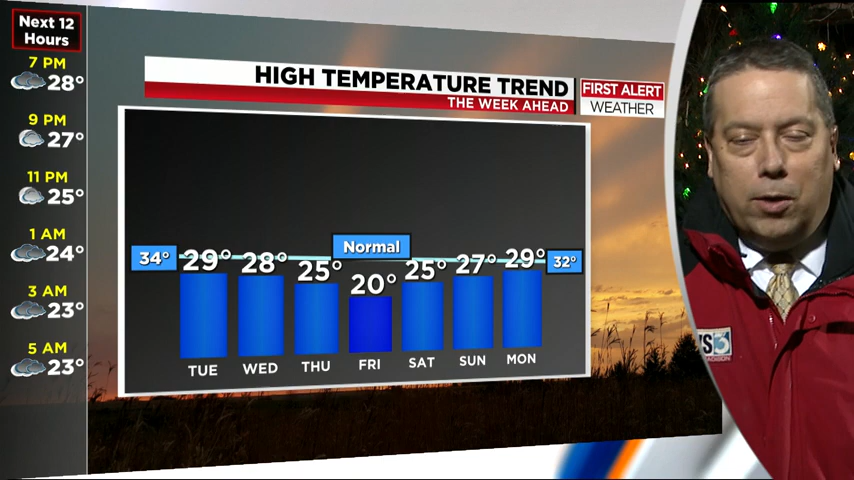 Next 12
Hours
7 PM
28°
9 PM
27°
11 PM
25°
1 AM
24°
3 AM
23°
5 AM
23°
HIGH TEMPERATURE TREND
THE WEEK AHEAD
FIRST ALERT
WEATHER
Normal
34°
29°
28°
25°
20°
25°
27°
29°
32°
TUE
WED
THU
FRI
SAT
SUN
MON
3